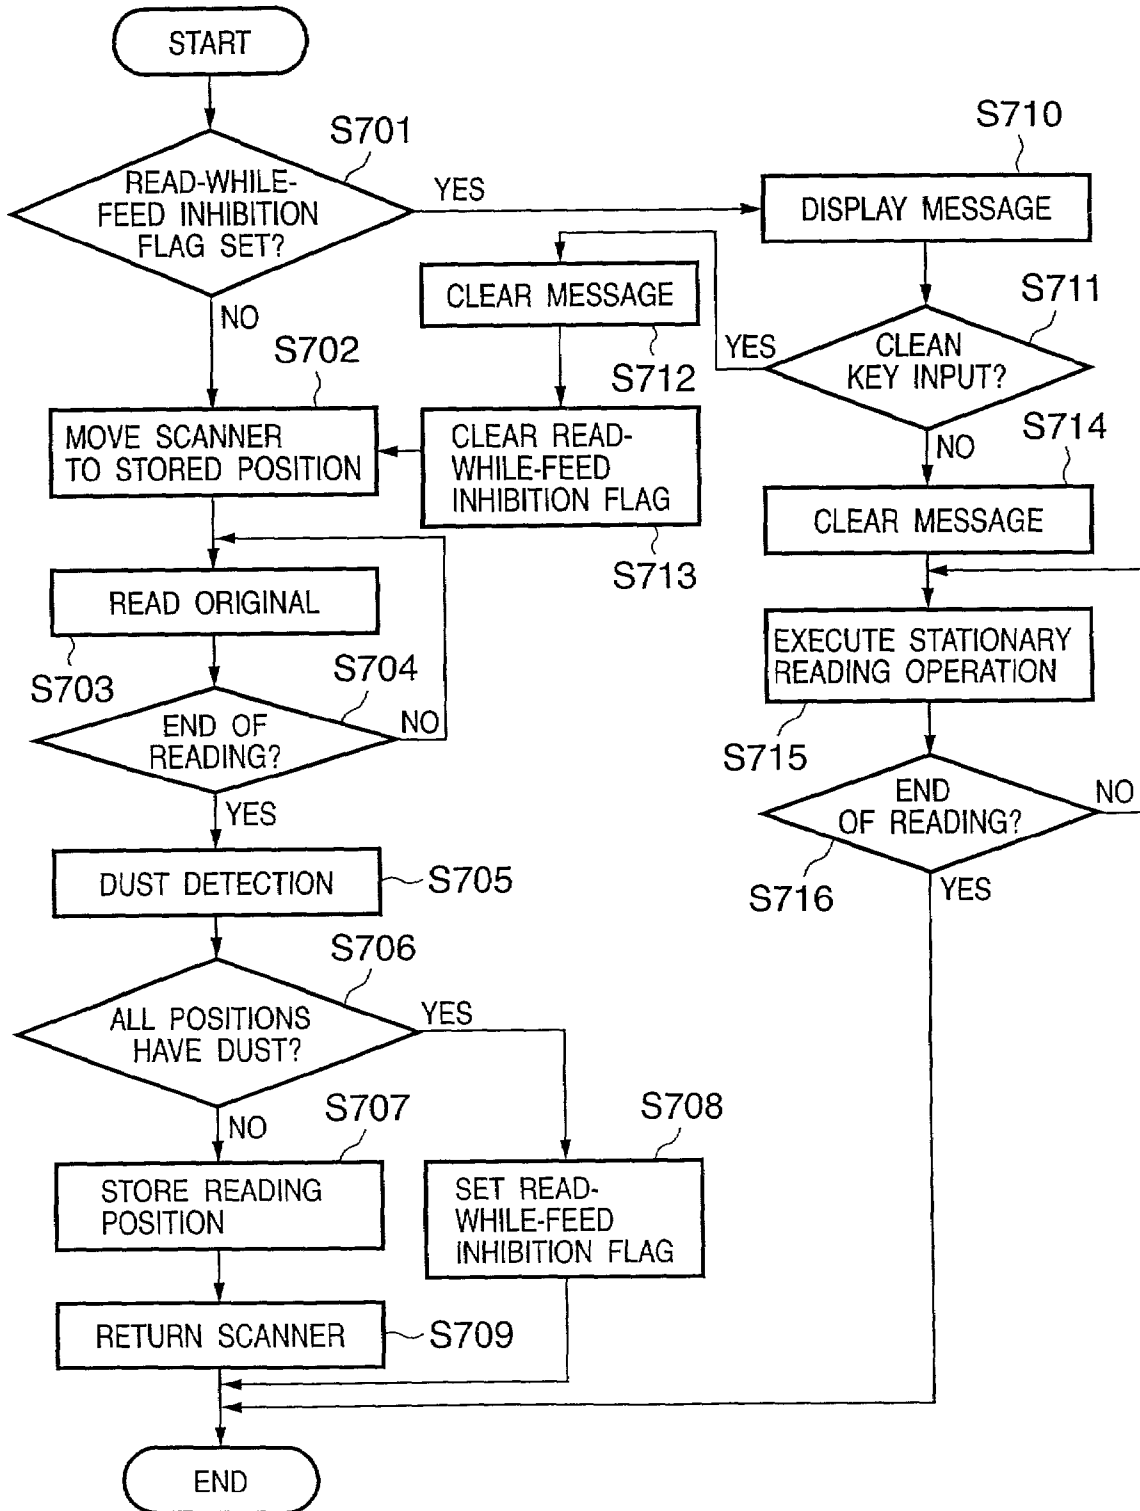 START
S701
READ-WHILE-
FEED INHIBITION
FLAG SET?
YES
NO
S710
DISPLAY MESSAGE
S711
CLEAN
KEY INPUT?
YES
NO
CLEAR MESSAGE
S712
S702
MOVE SCANNER
TO STORED POSITION
CLEAR READ-
WHILE-FEED
INHIBITION FLAG
S713
S714
CLEAR MESSAGE
READ ORIGINAL
S703
S704
END OF
READING?
NO
YES
EXECUTE STATIONARY
READING OPERATION
S715
END
OF READING?
NO
S716
YES
DUST DETECTION
S705
S706
ALL POSITIONS
HAVE DUST?
YES
NO
S707
STORE READING
POSITION
S708
SET READ-
WHILE-FEED
INHIBITION FLAG
RETURN SCANNER
S709
END